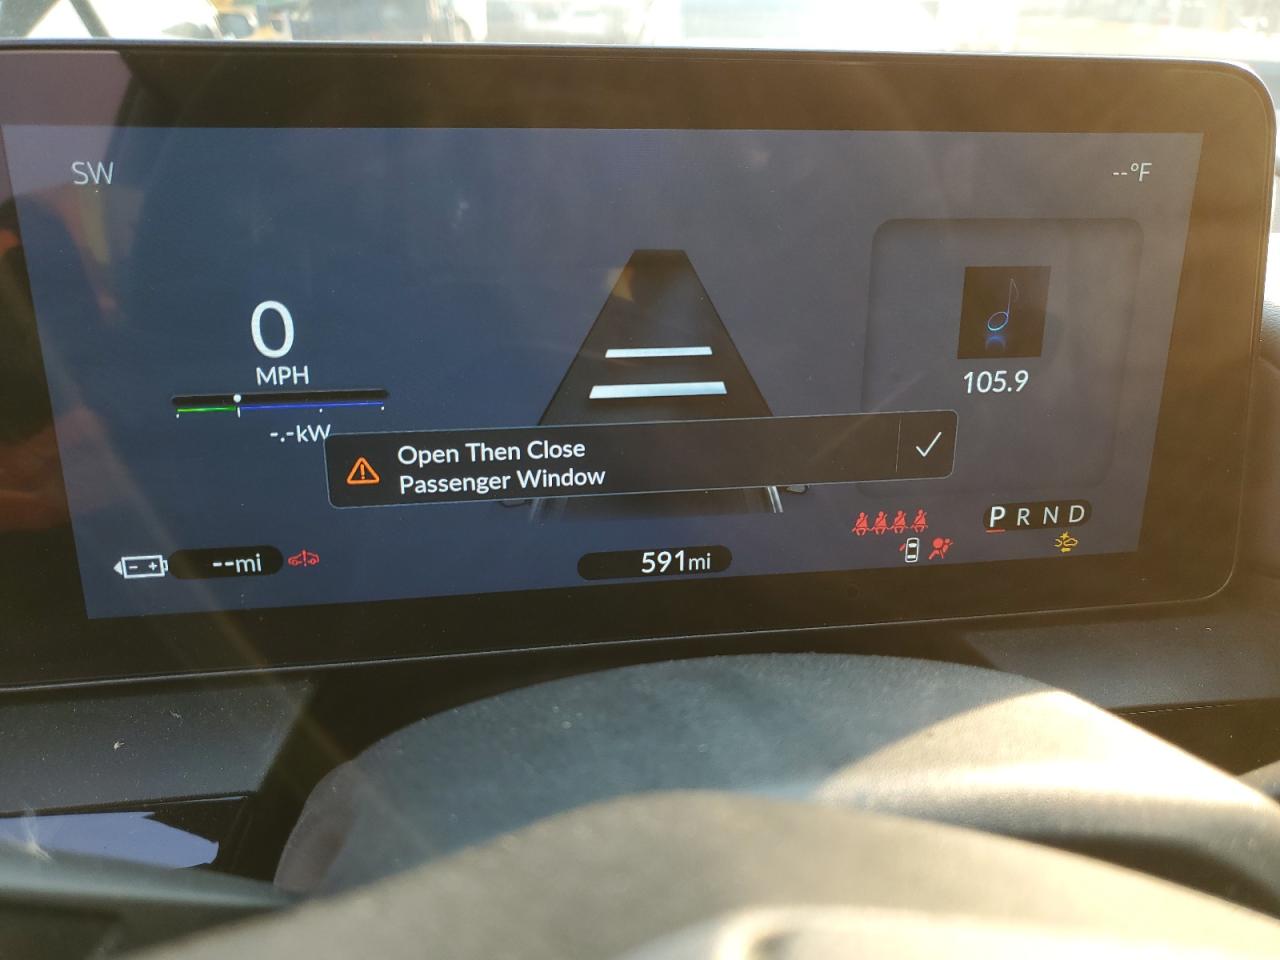 SW
--°F
0
MPH
-.-kW
105.9
Open Then Close
Passenger Window
P R N D
--mi
591mi